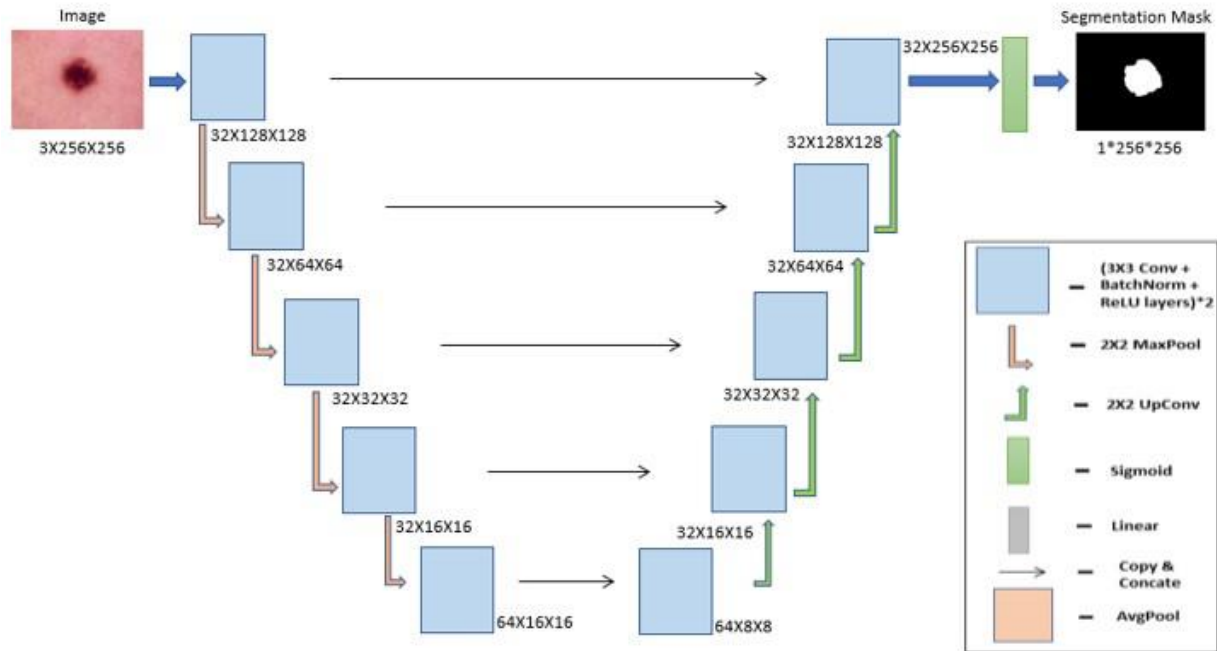 Image
Segmentation Mask
32X256X256
3X256X256
32X128X128
32X128X128
1*256*256
32X64X64
32X64X64
32X32X32
32X32X32
32X16X16
32X16X16
64X16X16
64X8X8
(3X3 Conv +
BatchNorm +
ReLU layers)*2
2X2 MaxPool
2X2 UpConv
Sigmoid
Linear
Copy &
Concate
AvgPool